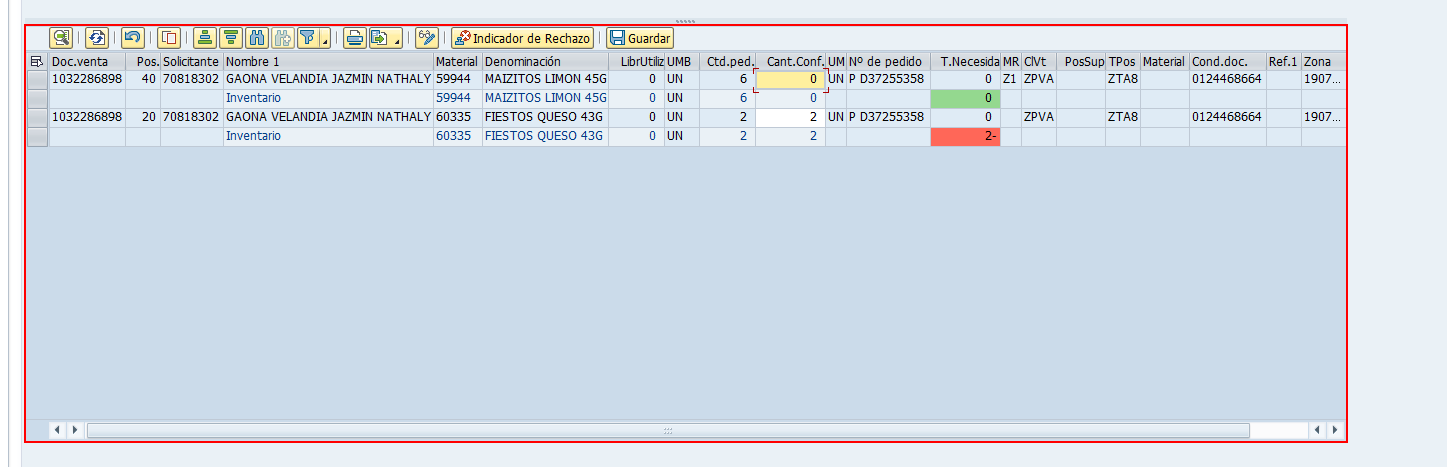 Indicador de Rechazo Guardar
Doc.venta Pos. Solicitante Nombre 1 Material Denominación LibrUtiliz UMB Ctd.ped. Cant.Conf. UM Nº de pedido T.Necesida MR ClVt PosSup TPos Material Cond.doc. Ref.1 Zona
1032286898 40 70818302 GAONA VELANDIA JAZMIN NATHALY 59944 MAIZITOS LIMON 45G 0 UN 6 0 UN P D37255358 0 Z1 ZPVA ZTA8 0124468664 1907...
Inventario 59944 MAIZITOS LIMON 45G 0 UN 6 0 0
1032286898 20 70818302 GAONA VELANDIA JAZMIN NATHALY 60335 FIESTOS QUESO 43G 0 UN 2 2 UN P D37255358 0 ZPVA ZTA8 0124468664 1907...
Inventario 60335 FIESTOS QUESO 43G 0 UN 2 2 2-